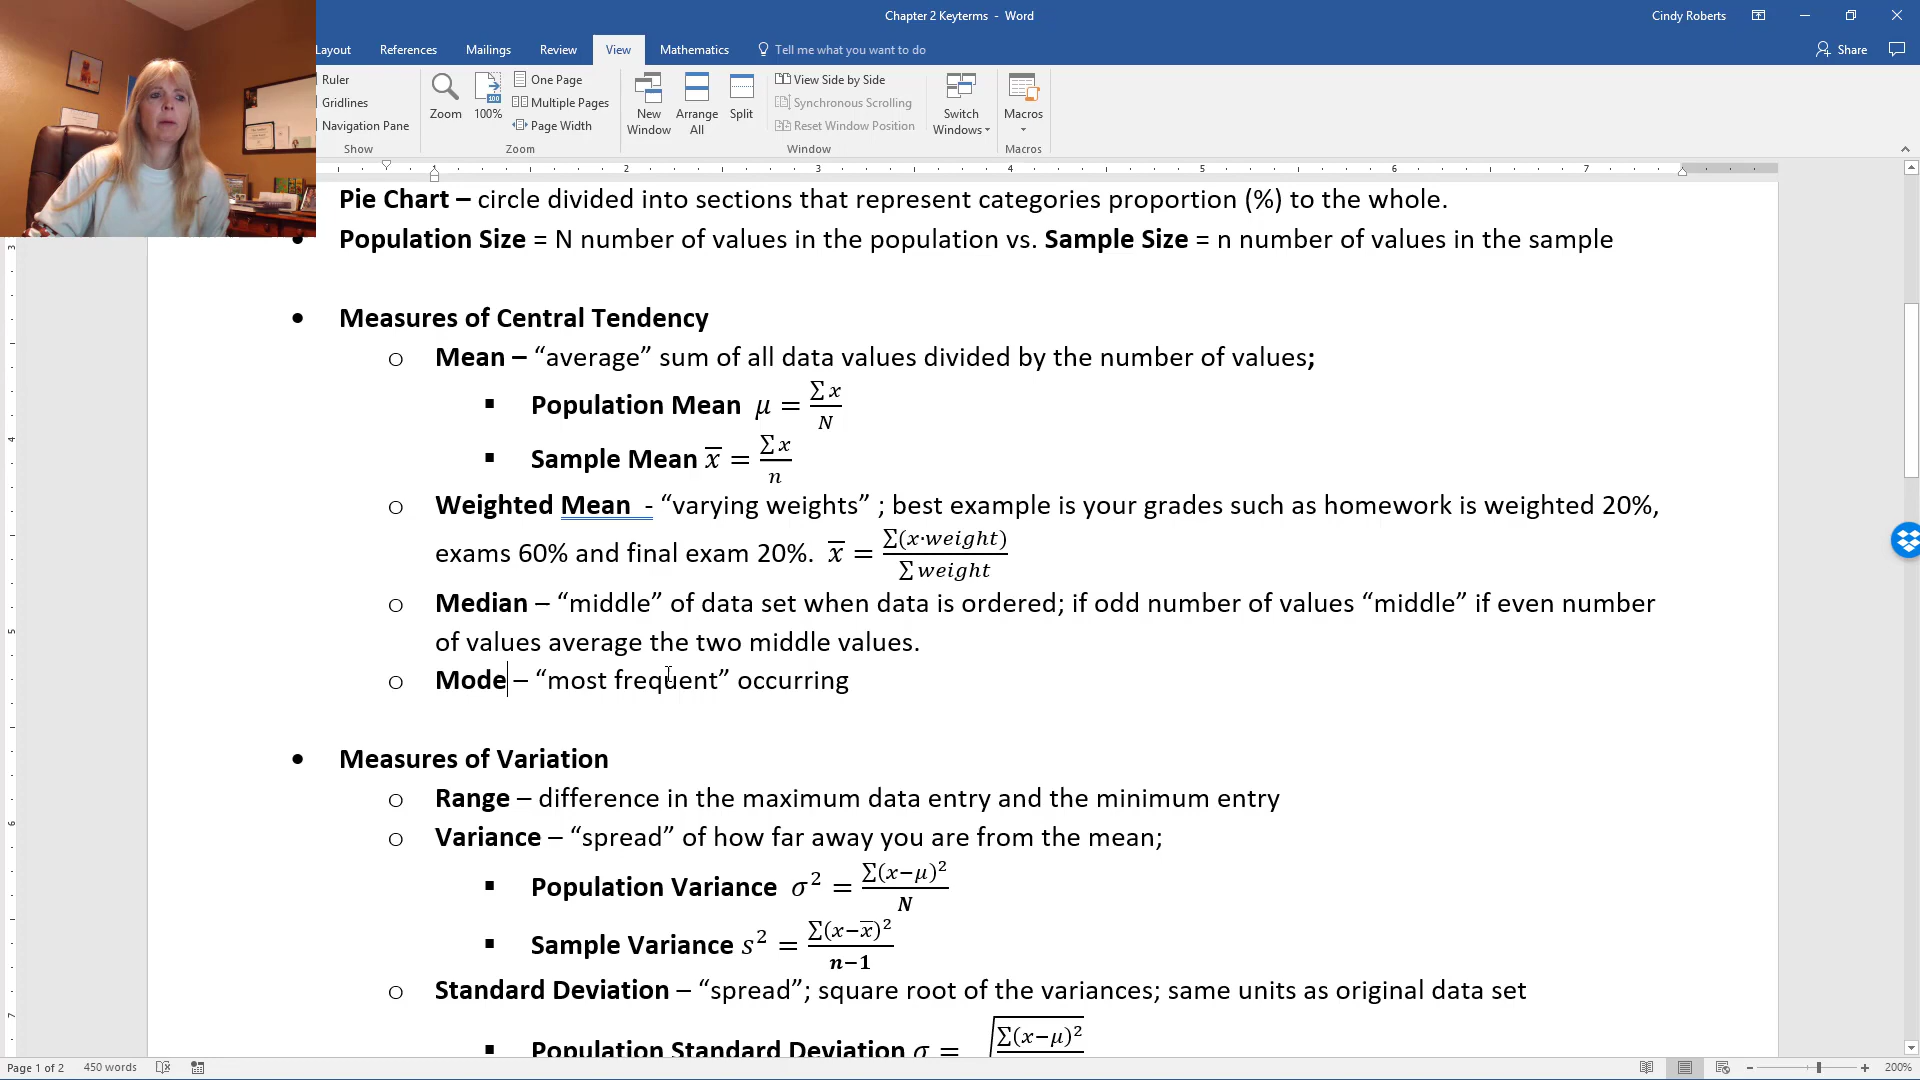 Chapter 2 Keyterms - Word
Cindy Roberts
Layout References Mailings Review View Mathematics Tell me what you want to do
Share
Ruler
Gridlines
Navigation Pane
Show
Zoom
100%
One Page
Multiple Pages
Page Width
Zoom
New Window
Arrange All
Split
View Side by Side
Synchronous Scrolling
Reset Window Position
Window
Switch Windows
Macros
Macros
1 2 3 4 5 6 7
Pie Chart – circle divided into sections that represent categories proportion (%) to the whole.
• Population Size = N number of values in the population vs. Sample Size = n number of values in the sample
• Measures of Central Tendency
o Mean – “average” sum of all data values divided by the number of values;
▪ Population Mean μ = ∑x / N
▪ Sample Mean x̅ = ∑x / n
o Weighted Mean - “varying weights” ; best example is your grades such as homework is weighted 20%,
exams 60% and final exam 20%. x̅ = ∑(x·weight) / ∑weight
o Median – “middle” of data set when data is ordered; if odd number of values “middle” if even number
of values average the two middle values.
o Mode – “most frequent” occurring
• Measures of Variation
o Range – difference in the maximum data entry and the minimum entry
o Variance – “spread” of how far away you are from the mean;
▪ Population Variance σ² = ∑(x−μ)² / N
▪ Sample Variance s² = ∑(x−x̅)² / n−1
o Standard Deviation – “spread”; square root of the variances; same units as original data set
▪ Population Standard Deviation σ = √∑(x−μ)²
Page 1 of 2 450 words
200%